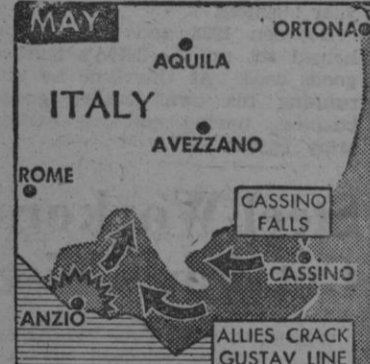 MAY
ORTONA
AQUILA
ITALY
AVEZZANO
ROME
CASSINO
FALLS
CASSINO
ANZIO
ALLIES CRACK
GUSTAV LINE